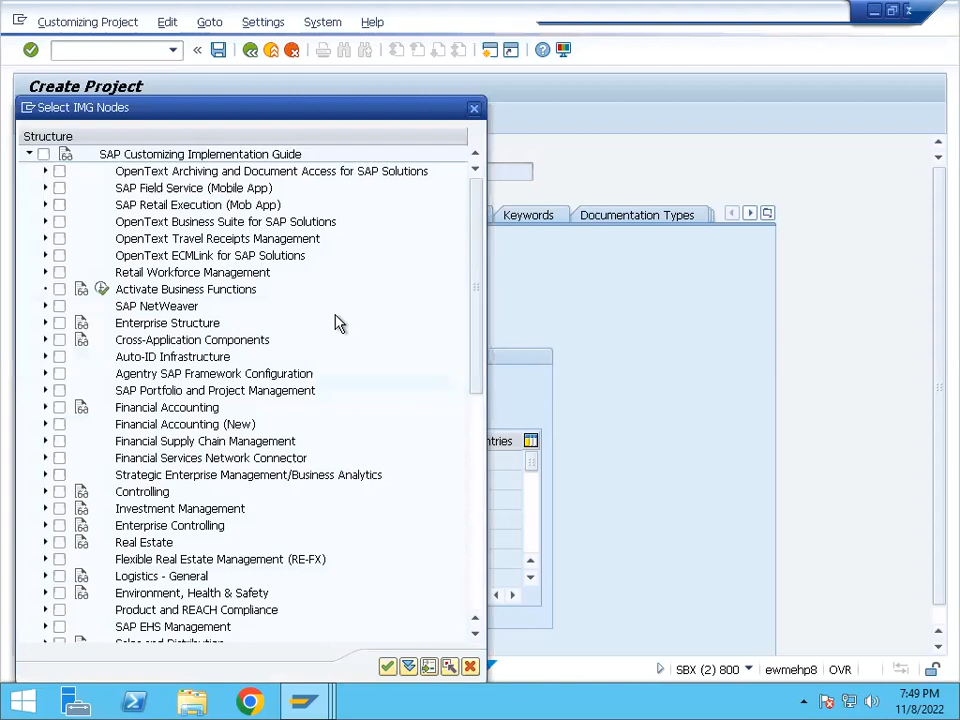 Customizing Project Edit Goto Settings System Help
Create Project
Select IMG Nodes
Structure
SAP Customizing Implementation Guide
OpenText Archiving and Document Access for SAP Solutions
SAP Field Service (Mobile App)
SAP Retail Execution (Mob App)
OpenText Business Suite for SAP Solutions
Keywords Documentation Types
OpenText Travel Receipts Management
OpenText ECMLink for SAP Solutions
Retail Workforce Management
Activate Business Functions
SAP NetWeaver
Enterprise Structure
Cross-Application Components
Auto-ID Infrastructure
Agentry SAP Framework Configuration
SAP Portfolio and Project Management
Financial Accounting
Financial Accounting (New)
Financial Supply Chain Management
ntries
Financial Services Network Connector
Strategic Enterprise Management/Business Analytics
Controlling
Investment Management
Enterprise Controlling
Real Estate
Flexible Real Estate Management (RE-FX)
Logistics - General
Environment, Health & Safety
Product and REACH Compliance
SAP EHS Management
Sales and Distribution
SBX (2) 800 ewmehp8 OVR
7:49 PM
11/8/2022